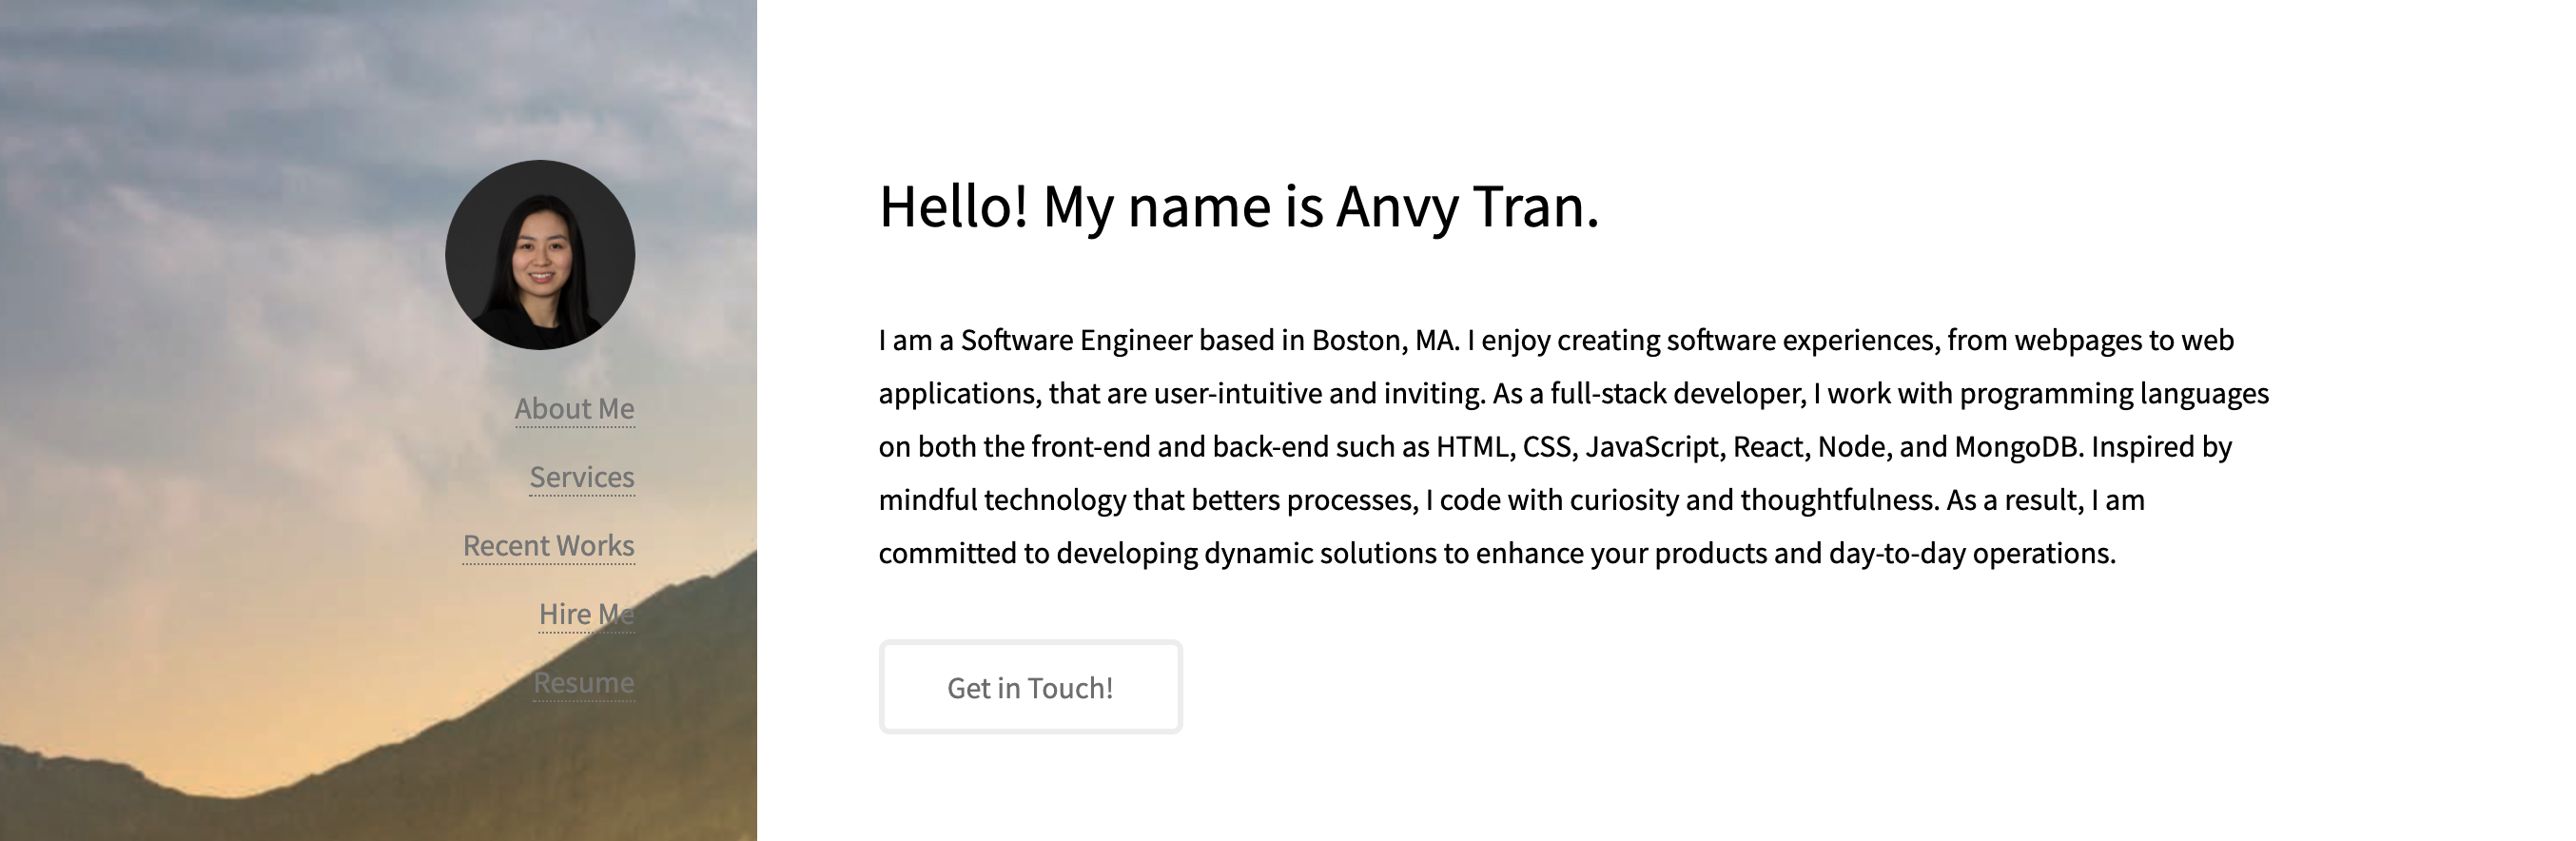 About Me
Services
Recent Works
Hire Me
Resume
Hello! My name is Anvy Tran.
I am a Software Engineer based in Boston, MA. I enjoy creating software experiences, from webpages to web
applications, that are user-intuitive and inviting. As a full-stack developer, I work with programming languages
on both the front-end and back-end such as HTML, CSS, JavaScript, React, Node, and MongoDB. Inspired by
mindful technology that betters processes, I code with curiosity and thoughtfulness. As a result, I am
committed to developing dynamic solutions to enhance your products and day-to-day operations.
Get in Touch!